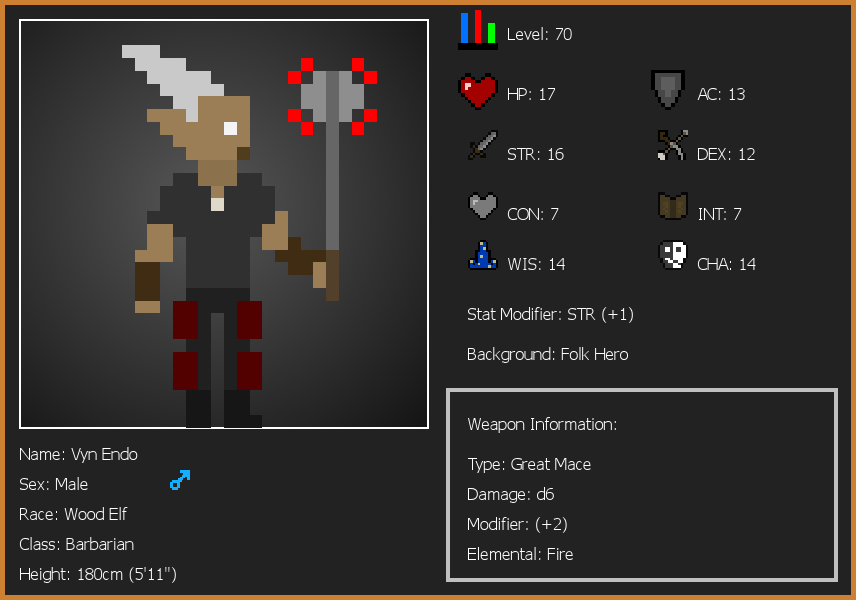 Level: 70
HP: 17
AC: 13
STR: 16
DEX: 12
CON: 7
INT: 7
WIS: 14
CHA: 14
Stat Modifier: STR (+1)
Background: Folk Hero
Weapon Information:
Type: Great Mace
Damage: d6
Modifier: (+2)
Elemental: Fire
Name: Vyn Endo
Sex: Male
Race: Wood Elf
Class: Barbarian
Height: 180cm (5'11")